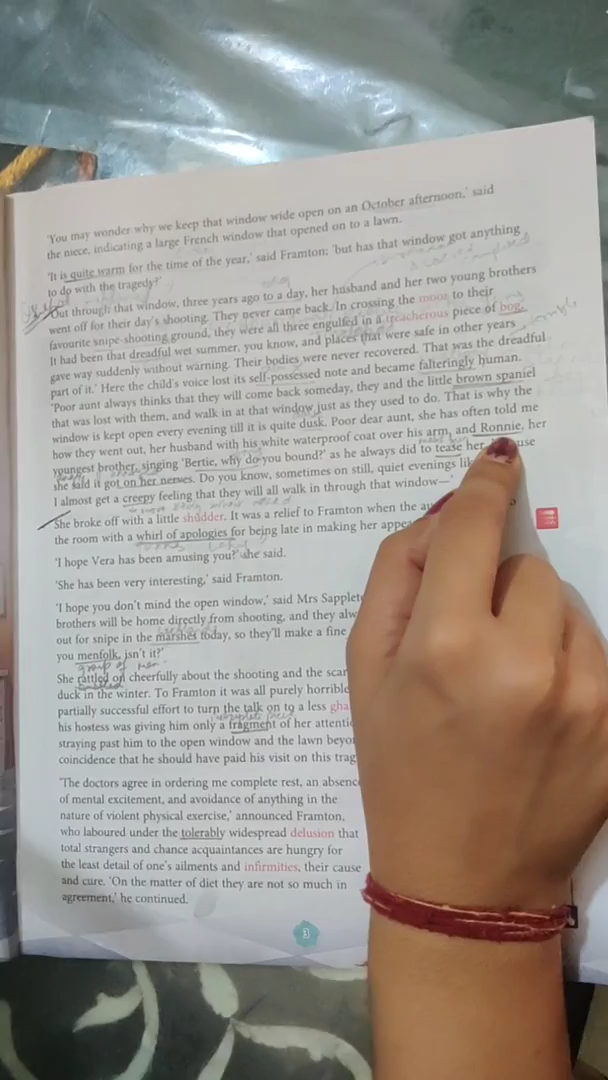 'You may wonder why we keep that window wide open on an October afternoon,' said
the niece, indicating a large French window that opened on to a lawn.
'It is quite warm for the time of the year,' said Framton; 'but has that window got anything
to do with the tragedy?'
'Out through that window, three years ago to a day, her husband and her two young brothers
went off for their day's shooting. They never came back. In crossing the moor to their
favourite snipe-shooting ground, they were all three engulfed in a treacherous piece of bog.
It had been that dreadful wet summer, you know, and places that were safe in other years
gave way suddenly without warning. Their bodies were never recovered. That was the dreadful
part of it.' Here the child's voice lost its self-possessed note and became falteringly human.
'Poor aunt always thinks that they will come back someday, they and the little brown spaniel
that was lost with them, and walk in at that window just as they used to do. That is why the
window is kept open every evening till it is quite dusk. Poor dear aunt, she has often told me
how they went out, her husband with his white waterproof coat over his arm, and Ronnie, her
youngest brother, singing 'Bertie, why do you bound?' as he always did to tease her,
she said it got on her nerves. Do you know, sometimes on still, quiet evenings
I almost get a creepy feeling that they will all walk in through that window—'
She broke off with a little shudder. It was a relief to Framton when the
the room with a whirl of apologies for being late in making her
'I hope Vera has been amusing you?' she said.
'She has been very interesting,' said Framton.
'I hope you don't mind the open window,' said Mrs
brothers will be home directly from shooting, and they
out for snipe in the marshes today, so they'll make a fine
you menfolk, isn't it?'
group of men
She rattled on cheerfully about the shooting and the
duck in the winter. To Framton it was all purely horrible
partially successful effort to turn the talk on to a less
his hostess was giving him only a fragment of her
straying past him to the open window and the lawn
coincidence that he should have paid his visit on this
'The doctors agree in ordering me complete rest, an absence
of mental excitement, and avoidance of anything in the
nature of violent physical exercise,' announced Framton,
who laboured under the tolerably widespread delusion that
total strangers and chance acquaintances are hungry for
the least detail of one's ailments and infirmities, their cause
and cure. 'On the matter of diet they are not so much in
agreement,' he continued.
3